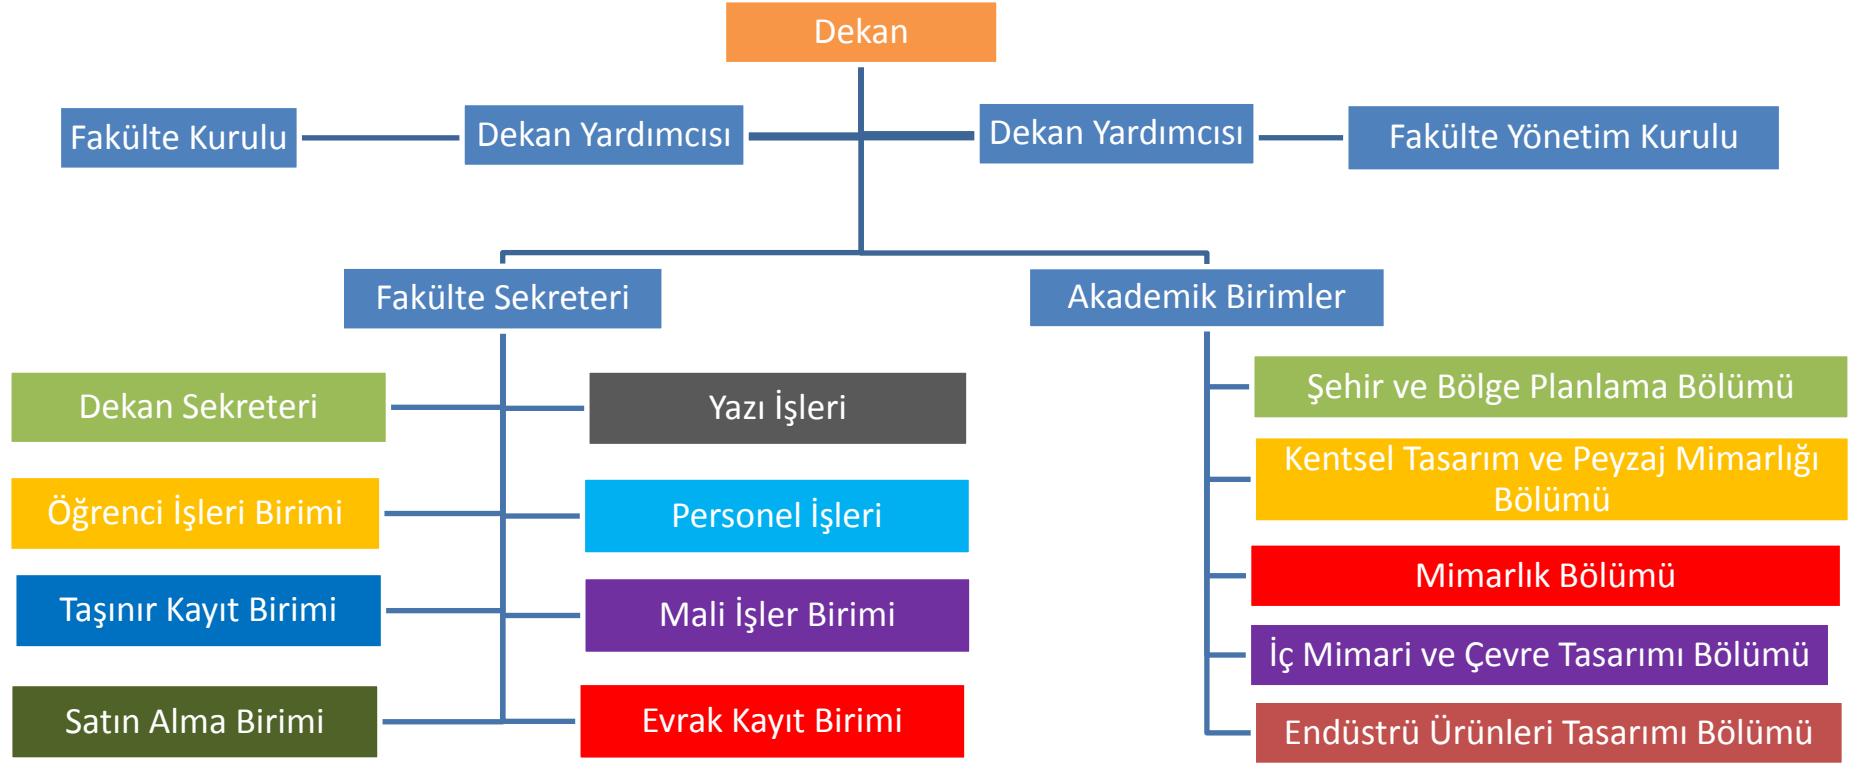 Dekan
Fakülte Kurulu
Dekan Yardımcısı
Dekan Yardımcısı
Fakülte Yönetim Kurulu
Fakülte Sekreteri
Akademik Birimler
Dekan Sekreteri
Yazı İşleri
Öğrenci İşleri Birimi
Personel İşleri
Taşınır Kayıt Birimi
Mali İşler Birimi
Satın Alma Birimi
Evrak Kayıt Birimi
Şehir ve Bölge Planlama Bölümü
Kentsel Tasarım ve Peyzaj Mimarlığı
Bölümü
Mimarlık Bölümü
İç Mimari ve Çevre Tasarımı Bölümü
Endüstrü Ürünleri Tasarımı Bölümü